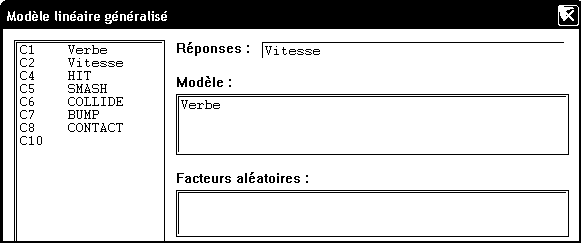 Modèle linéaire généralisé
C1 Verbe
C2 Vitesse
C4 HIT
C5 SMASH
C6 COLLIDE
C7 BUMP
C8 CONTACT
C10
Réponses : Vitesse
Modèle :
Verbe
Facteurs aléatoires :